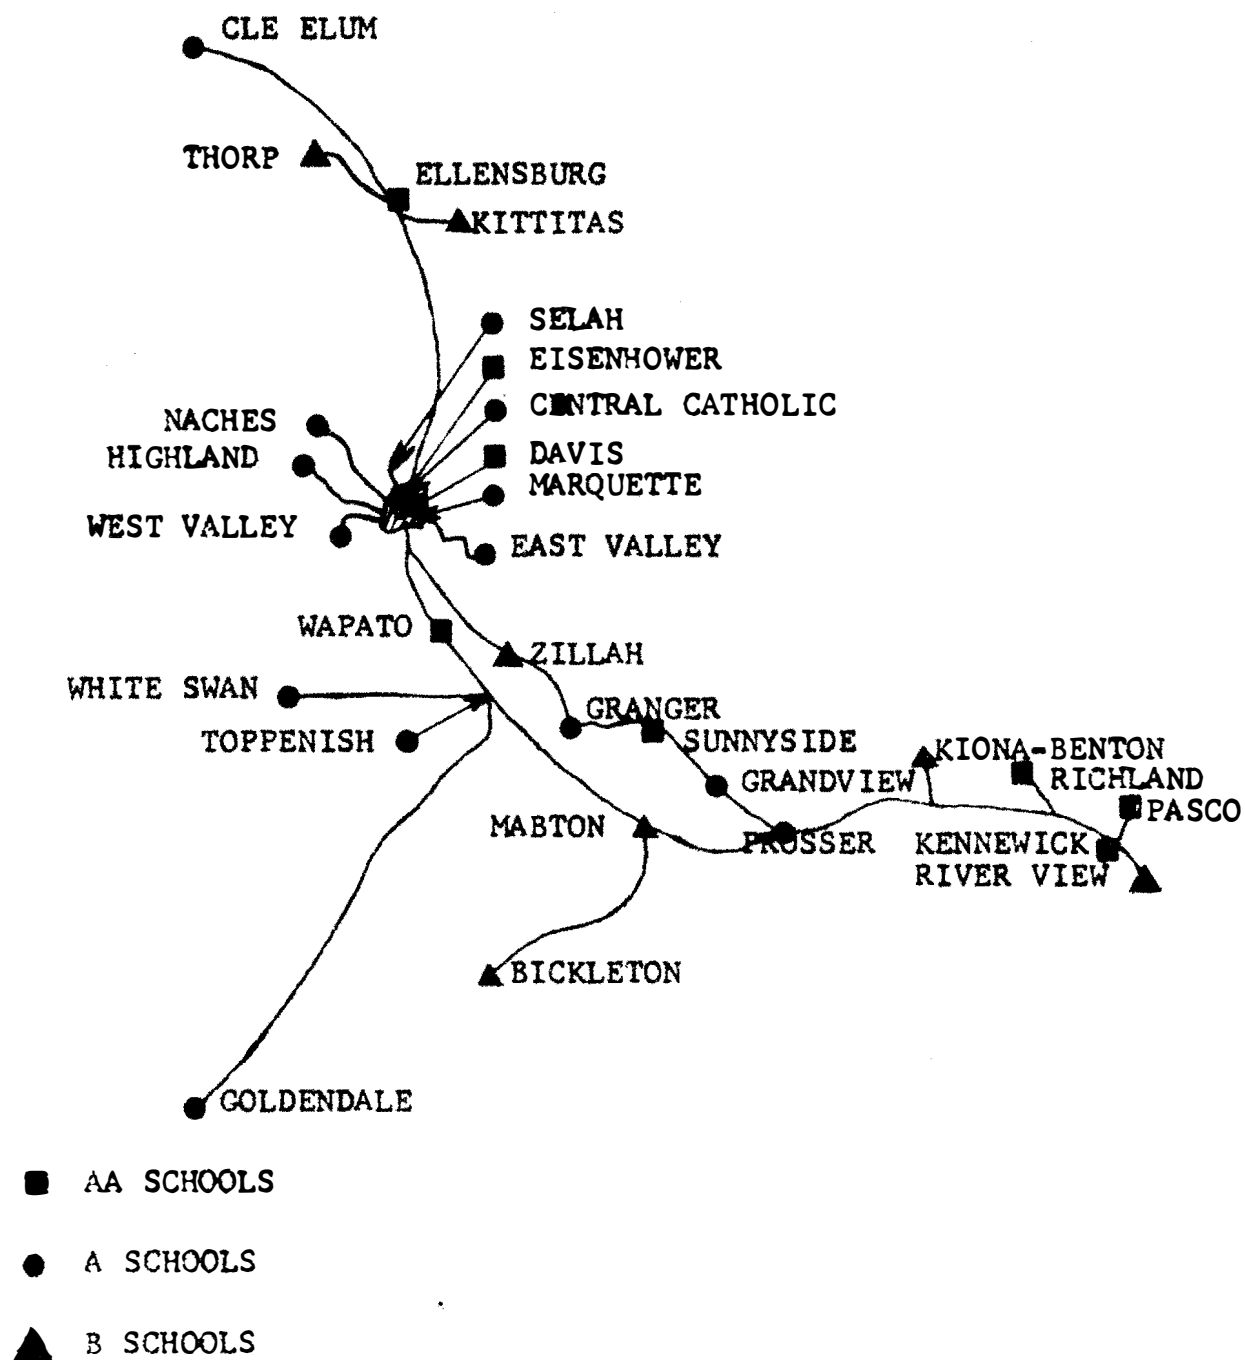 CLE ELUM
THORP
ELLENSBURG
KITTITAS
SELAH
EISENHOWER
CENTRAL CATHOLIC
NACHES
HIGHLAND
DAVIS
MARQUETTE
WEST VALLEY
EAST VALLEY
WAPATO
ZILLAH
WHITE SWAN
GRANGER
TOPPENISH
SUNNYSIDE
KIONA-BENTON
GRANDVIEW
RICHLAND
PASCO
MABTON
PROSSER
KENNEWICK
RIVER VIEW
BICKLETON
GOLDENDALE
AA SCHOOLS
A SCHOOLS
B SCHOOLS